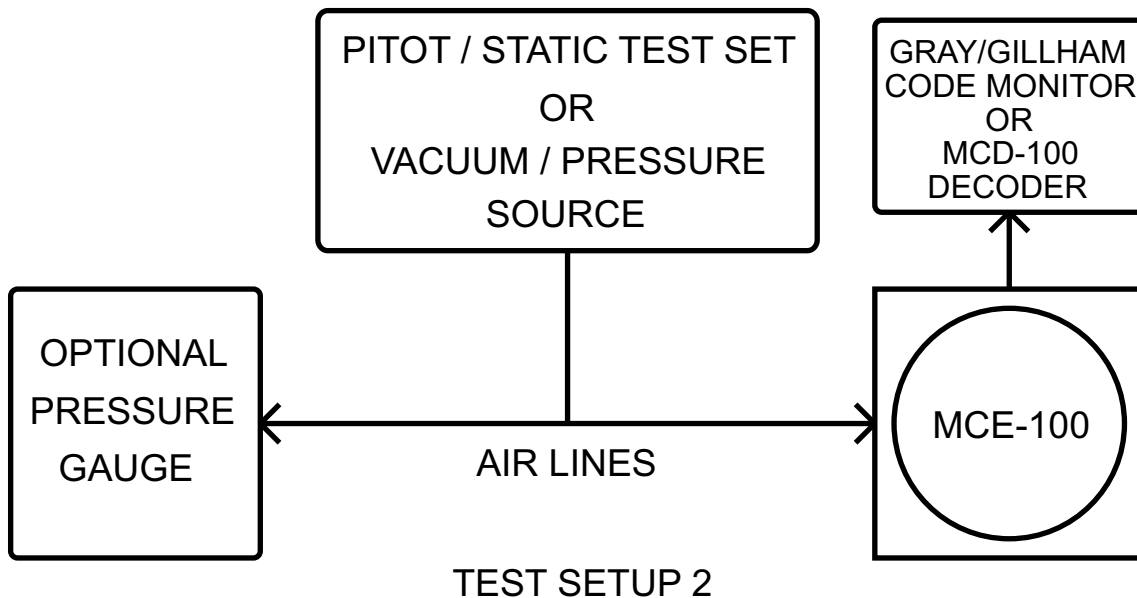 PITOT / STATIC TEST SET
OR
VACUUM / PRESSURE
SOURCE
GRAY/GILLHAM
CODE MONITOR
OR
MCD-100
DECODER
OPTIONAL
PRESSURE
GAUGE
AIR LINES
MCE-100
TEST SETUP 2